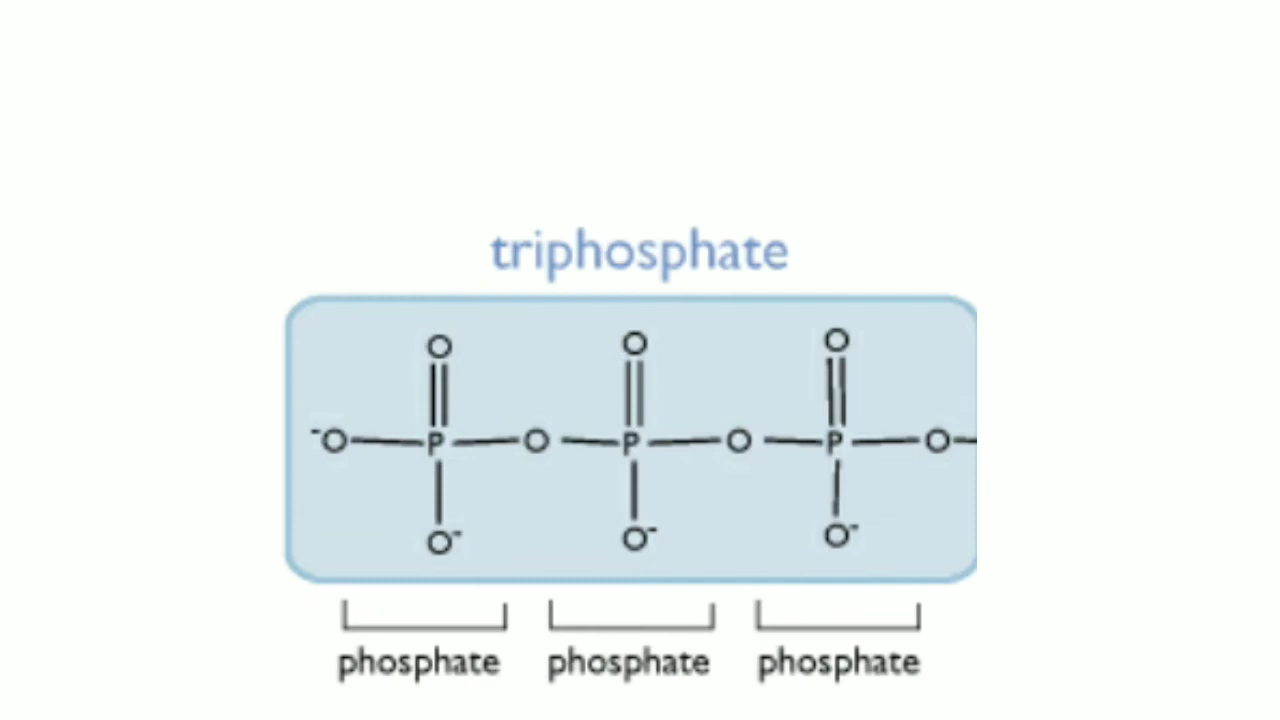 triphosphate
O O O
⁻O P O P O P O
O⁻ O⁻ O⁻
phosphate phosphate phosphate